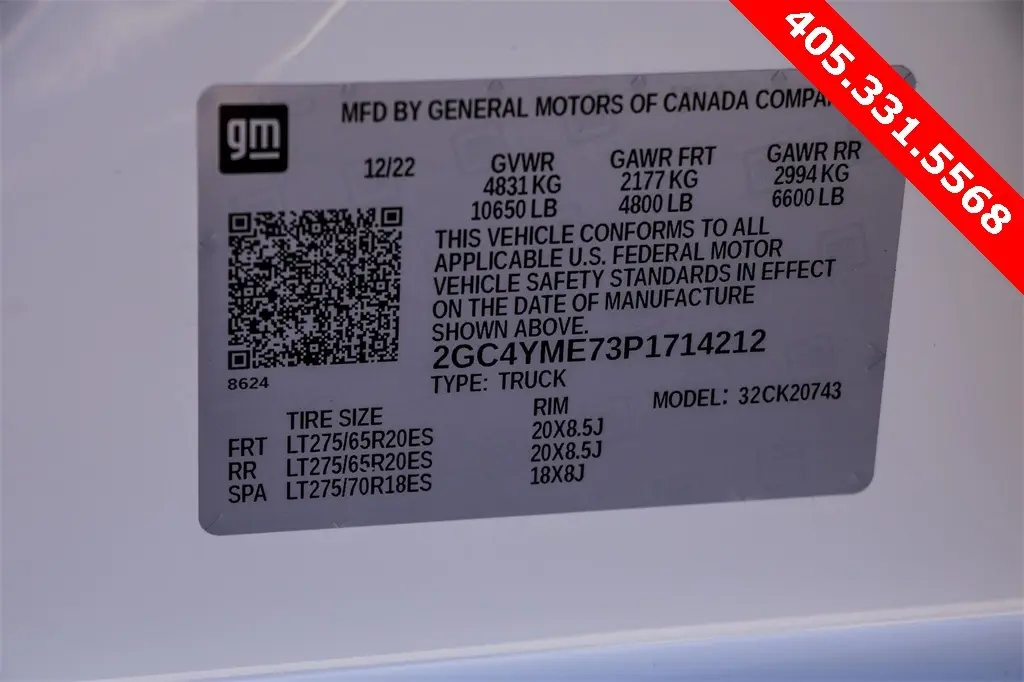 405.331.5568
gm
MFD BY GENERAL MOTORS OF CANADA
12/22
GVWR GAWR FRT GAWR RR
4831 KG 2177 KG 2994 KG
10650 LB 4800 LB 6600 LB
THIS VEHICLE CONFORMS TO ALL
APPLICABLE U.S. FEDERAL MOTOR
VEHICLE SAFETY STANDARDS IN EFFECT
ON THE DATE OF MANUFACTURE
SHOWN ABOVE.
2GC4YME73P1714212
8624
TYPE: TRUCK
MODEL: 32CK20743
TIRE SIZE RIM
FRT LT275/65R20ES 20X8.5J
RR LT275/65R20ES 20X8.5J
SPA LT275/70R18ES 18X8J